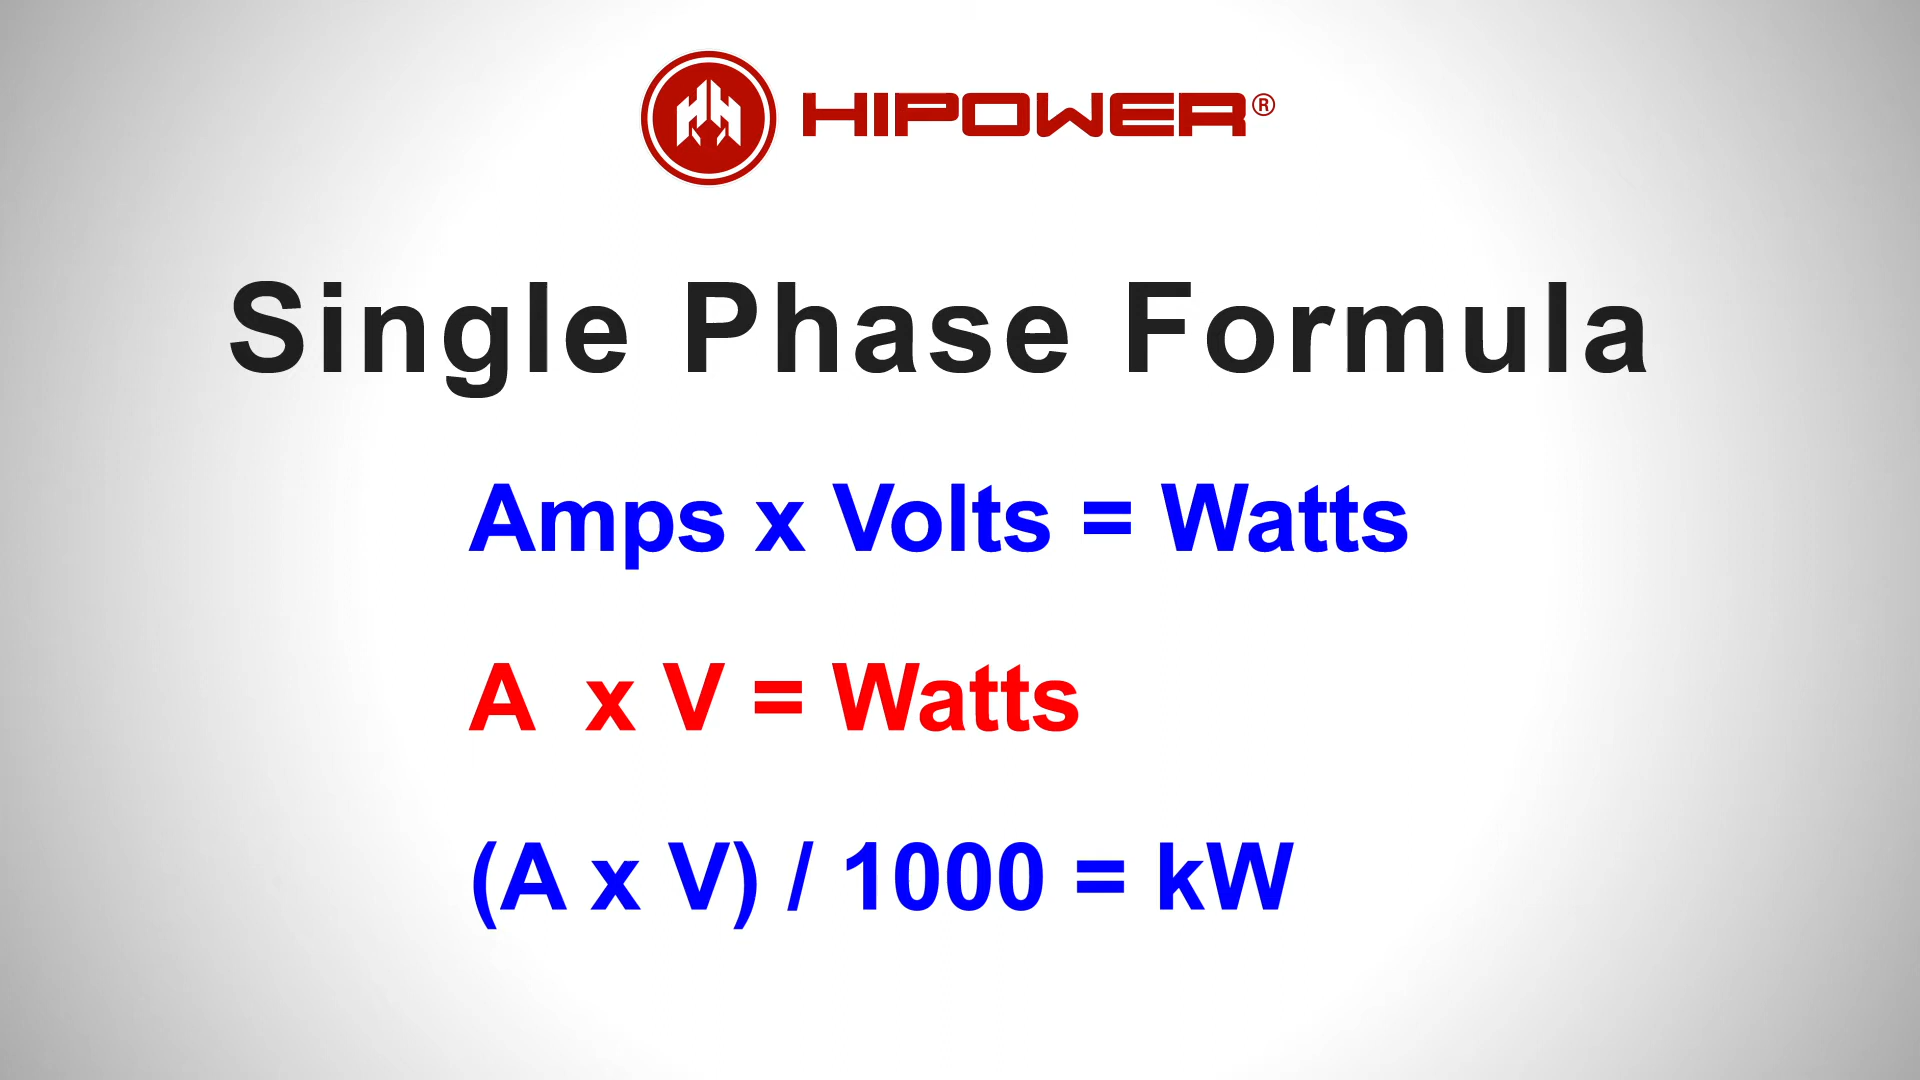 HIPOWER®
Single Phase Formula
Amps x Volts = Watts
A x V = Watts
(A x V) / 1000 = kW